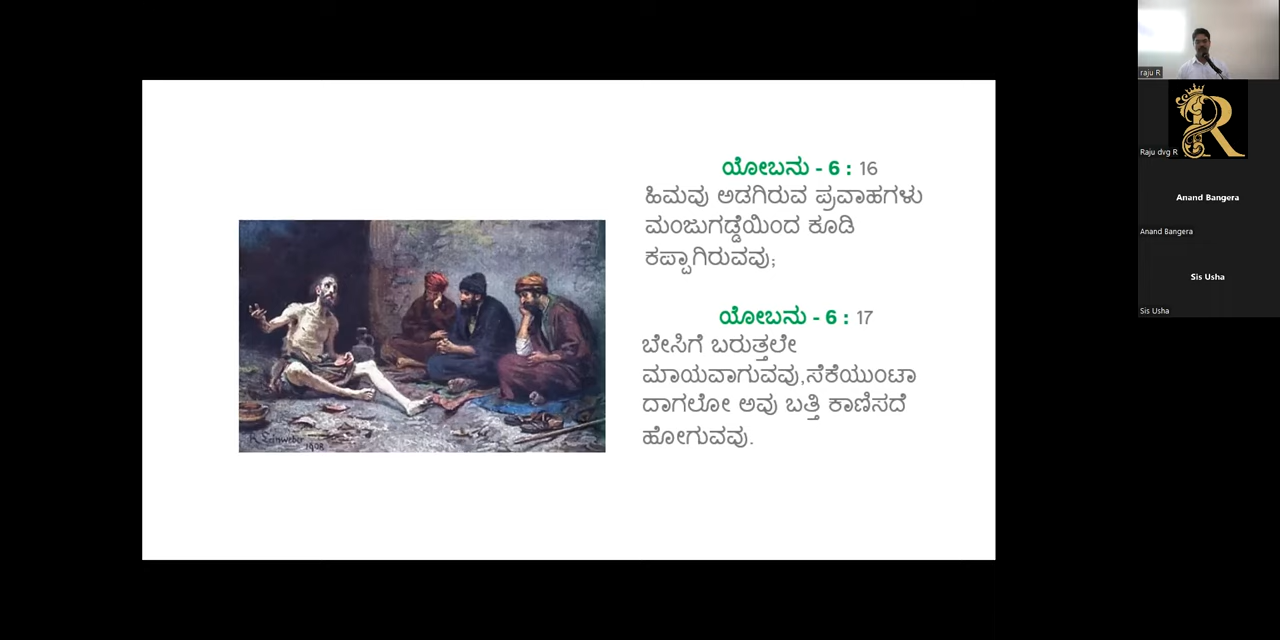 ಯೋಬನು - 6 : 16
ಹಿಮವು ಅಡಗಿರುವ ಪ್ರವಾಹಗಳು
ಮಂಜುಗಡ್ಡೆಯಿಂದ ಕೂಡಿ
ಕಪ್ಪಾಗಿರುವವು;
ಯೋಬನು - 6 : 17
ಬೇಸಿಗೆ ಬರುತ್ತಲೇ
ಮಾಯವಾಗುವವು,ಸೆಕೆಯುಂಟಾ
ದಾಗಲೋ ಅವು ಬತ್ತಿ ಕಾಣಿಸದೆ
ಹೋಗುವವು.
1908
raju R
R
Raju dvg R
Anand Bangera
Anand Bangera
Sis Usha
Sis Usha